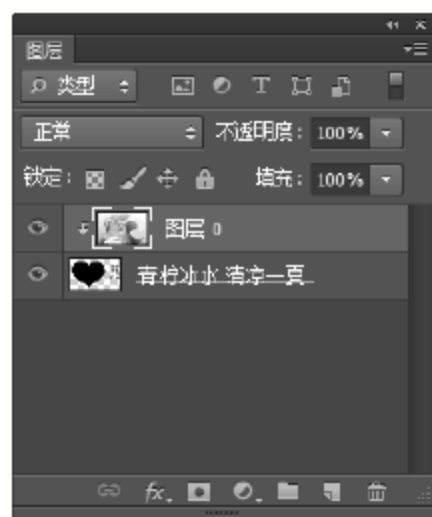 图层
类型
正常 不透明度: 100%
锁定: 填充: 100%
图层 0
青柠冰水 清凉一夏
fx.